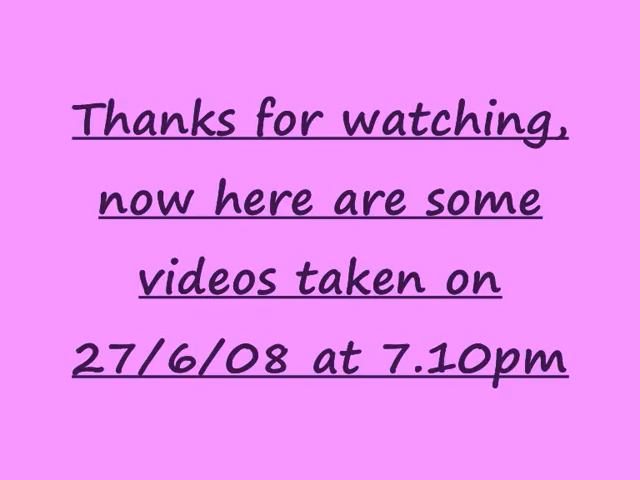 Thanks for watching,
now here are some
videos taken on
27/6/08 at 7.10pm